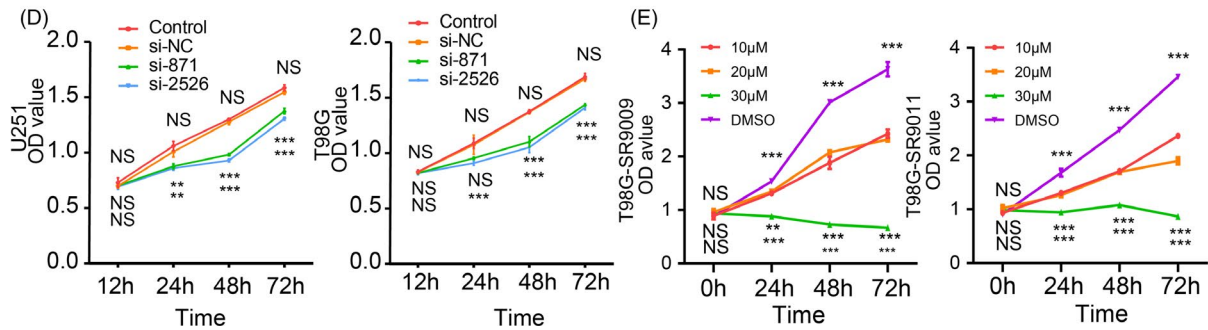 (D)
U251
OD value
2.0
1.5
1.0
0.5
0.0
Control
si-NC
si-871
si-2526
NS
NS
NS
NS
NS
NS
**
**
***
***
***
***
12h 24h 48h 72h
Time
T98G
OD value
2.0
1.5
1.0
0.5
0.0
Control
si-NC
si-871
si-2526
NS
NS
NS
NS
NS
NS
NS
***
***
***
***
***
12h 24h 48h 72h
Time
(E)
T98G-SR9009
OD avlue
4
3
2
1
0
10μM
20μM
30μM
DMSO
NS
***
***
***
NS
NS
**
***
***
***
***
***
0h 24h 48h 72h
Time
T98G-SR9011
OD avlue
4
3
2
1
0
10μM
20μM
30μM
DMSO
NS
***
***
***
NS
NS
***
***
***
***
***
***
0h 24h 48h 72h
Time